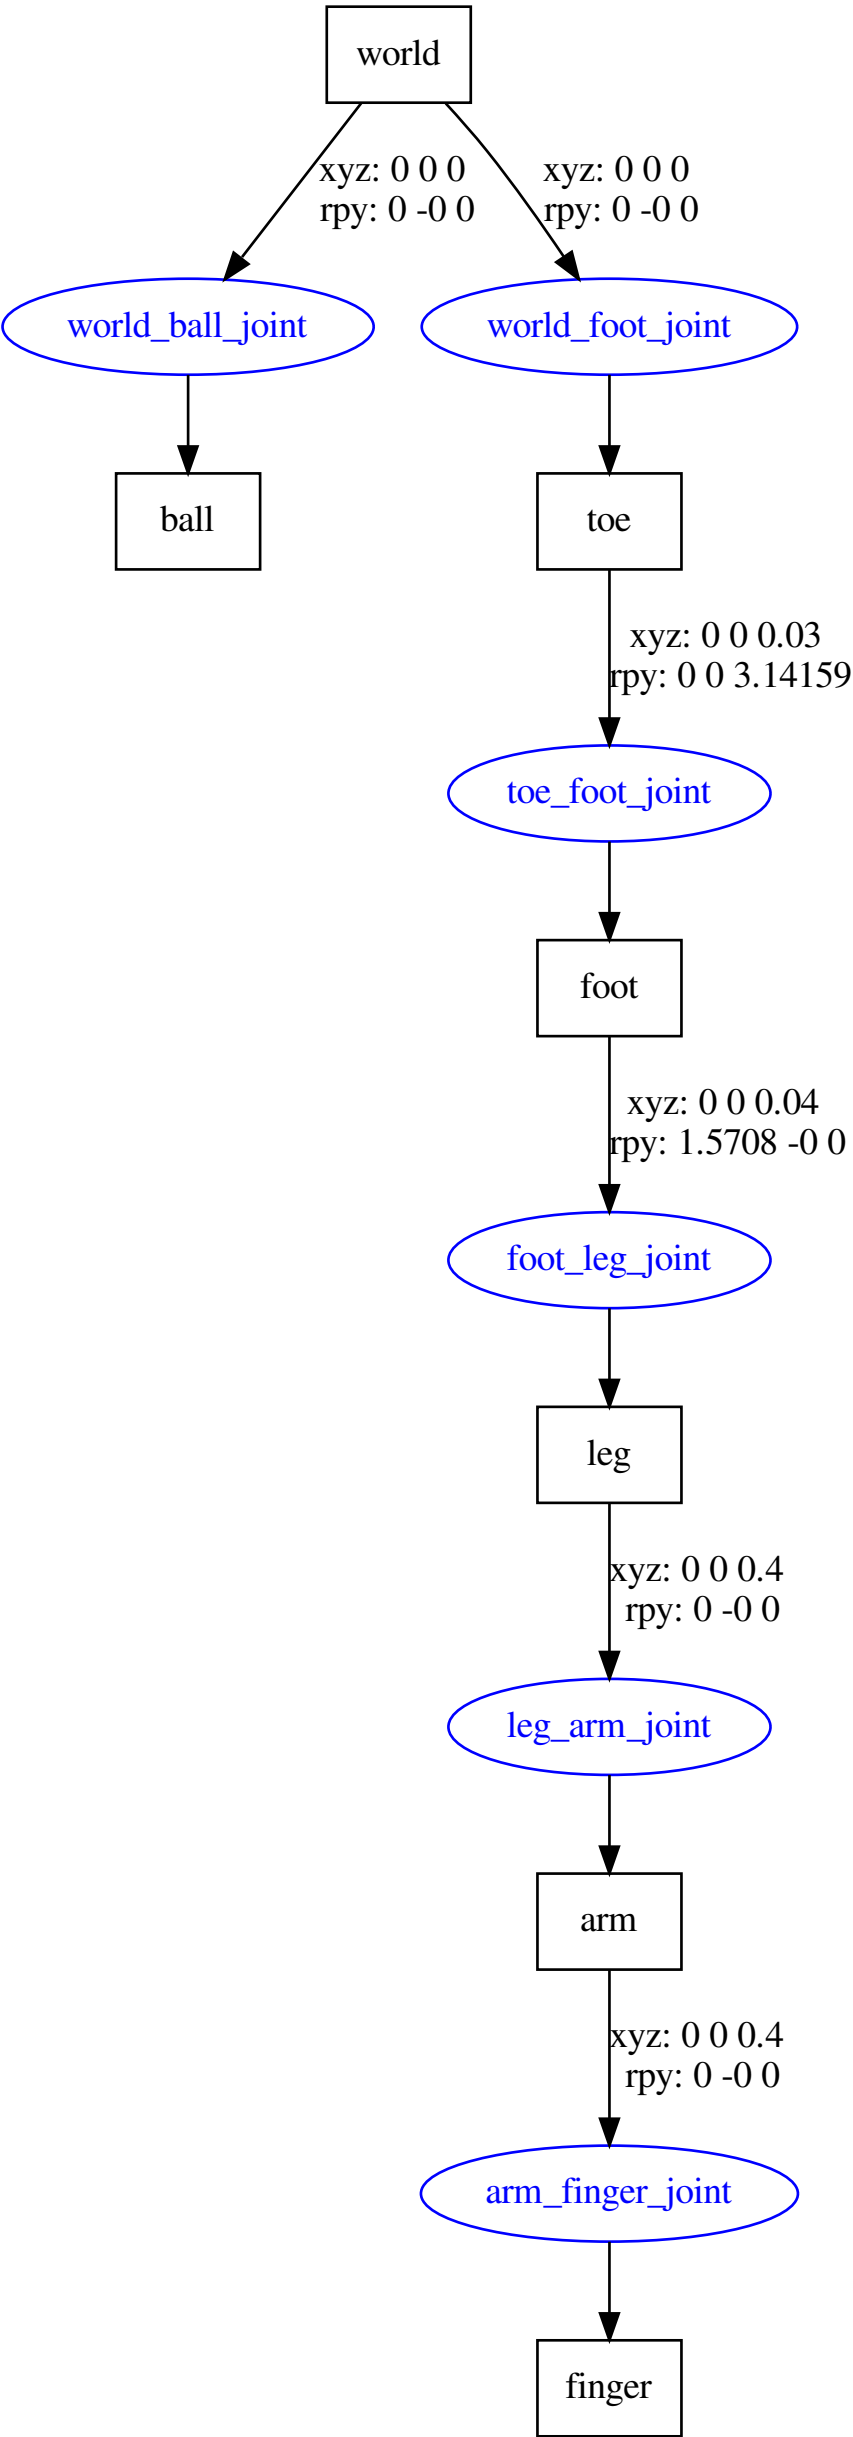 world
xyz: 0 0 0
rpy: 0 -0 0
xyz: 0 0 0
rpy: 0 -0 0
world_ball_joint
world_foot_joint
ball
toe
xyz: 0 0 0.03
rpy: 0 0 3.14159
toe_foot_joint
foot
xyz: 0 0 0.04
rpy: 1.5708 -0 0
foot_leg_joint
leg
xyz: 0 0 0.4
rpy: 0 -0 0
leg_arm_joint
arm
xyz: 0 0 0.4
rpy: 0 -0 0
arm_finger_joint
finger